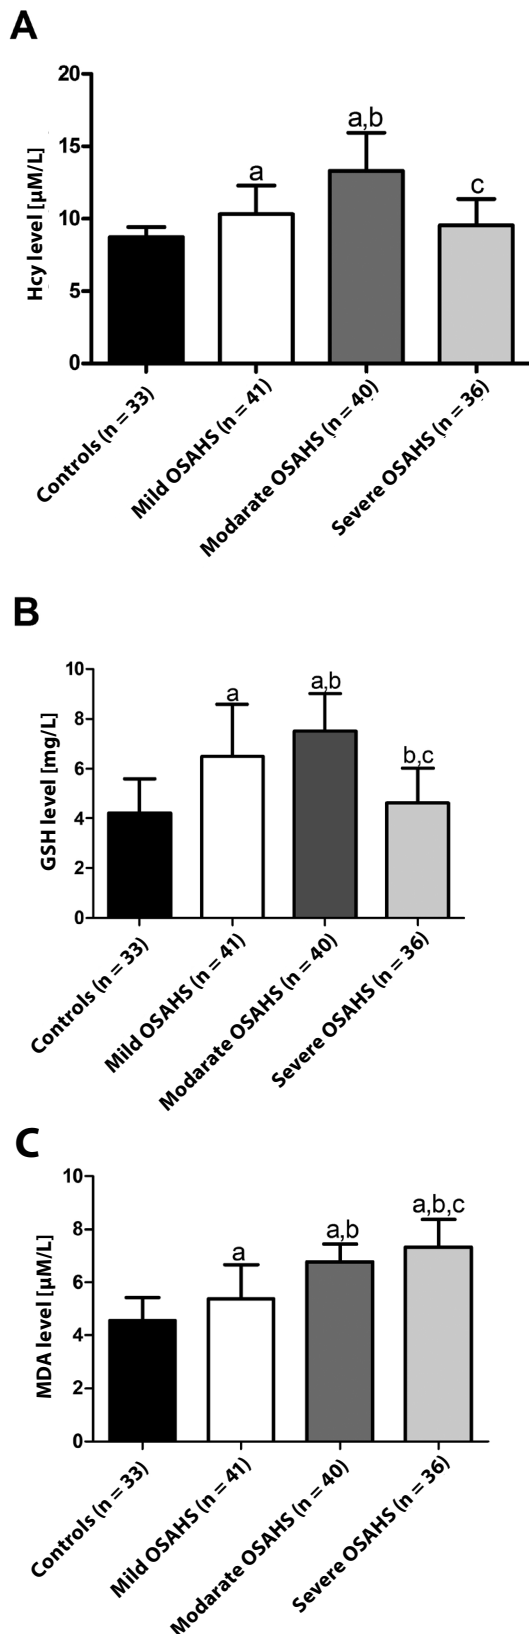 A
20
15
10
5
0
Hcy level [μM/L]
a
a,b
c
Controls (n = 33)
Mild OSAHS (n = 41)
Modarate OSAHS (n = 40)
Severe OSAHS (n = 36)
B
10
8
6
4
2
0
GSH level [mg/L]
a
a,b
b,c
Controls (n = 33)
Mild OSAHS (n = 41)
Modarate OSAHS (n = 40)
Severe OSAHS (n = 36)
C
10
8
6
4
2
0
MDA level [μM/L]
a
a,b
a,b,c
Controls (n = 33)
Mild OSAHS (n = 41)
Modarate OSAHS (n = 40)
Severe OSAHS (n = 36)